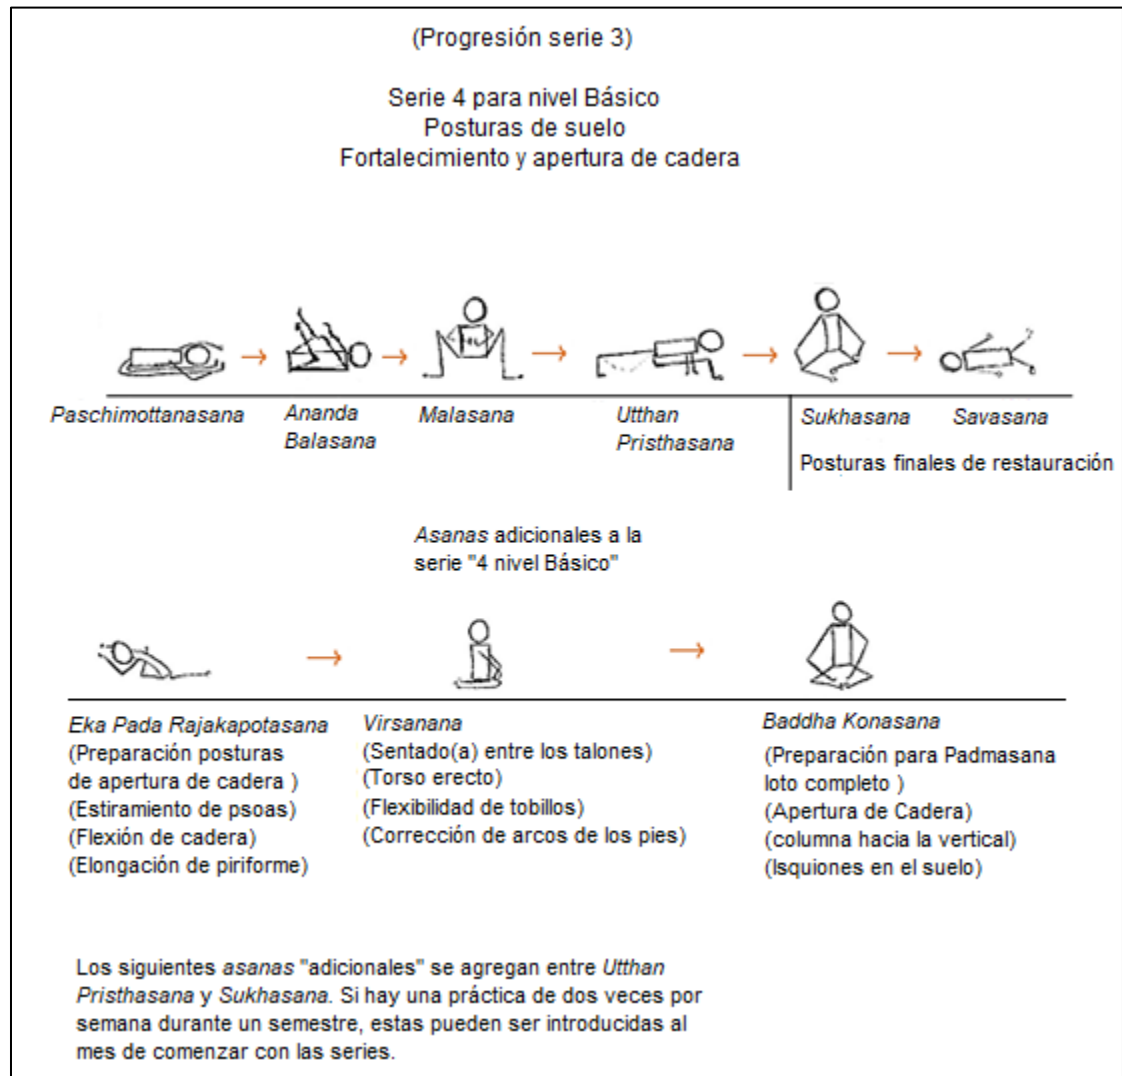 (Progresión serie 3)
Serie 4 para nivel Básico
Posturas de suelo
Fortalecimiento y apertura de cadera
Paschimottanasana
Ananda
Balasana
Malasana
Utthan
Pristhasana
Sukhasana
Savasana
Posturas finales de restauración
Asanas adicionales a la
serie "4 nivel Básico"
Eka Pada Rajakapotasana
(Preparación posturas
de apertura de cadera )
(Estiramiento de psoas)
(Flexión de cadera)
(Elongación de piriforme)
Virsanana
(Sentado(a) entre los talones)
(Torso erecto)
(Flexibilidad de tobillos)
(Corrección de arcos de los pies)
Baddha Konasana
(Preparación para Padmasana
loto completo )
(Apertura de Cadera)
(columna hacia la vertical)
(Isquiones en el suelo)
Los siguientes asanas "adicionales" se agregan entre Utthan
Pristhasana y Sukhasana. Si hay una práctica de dos veces por
semana durante un semestre, estas pueden ser introducidas al
mes de comenzar con las series.